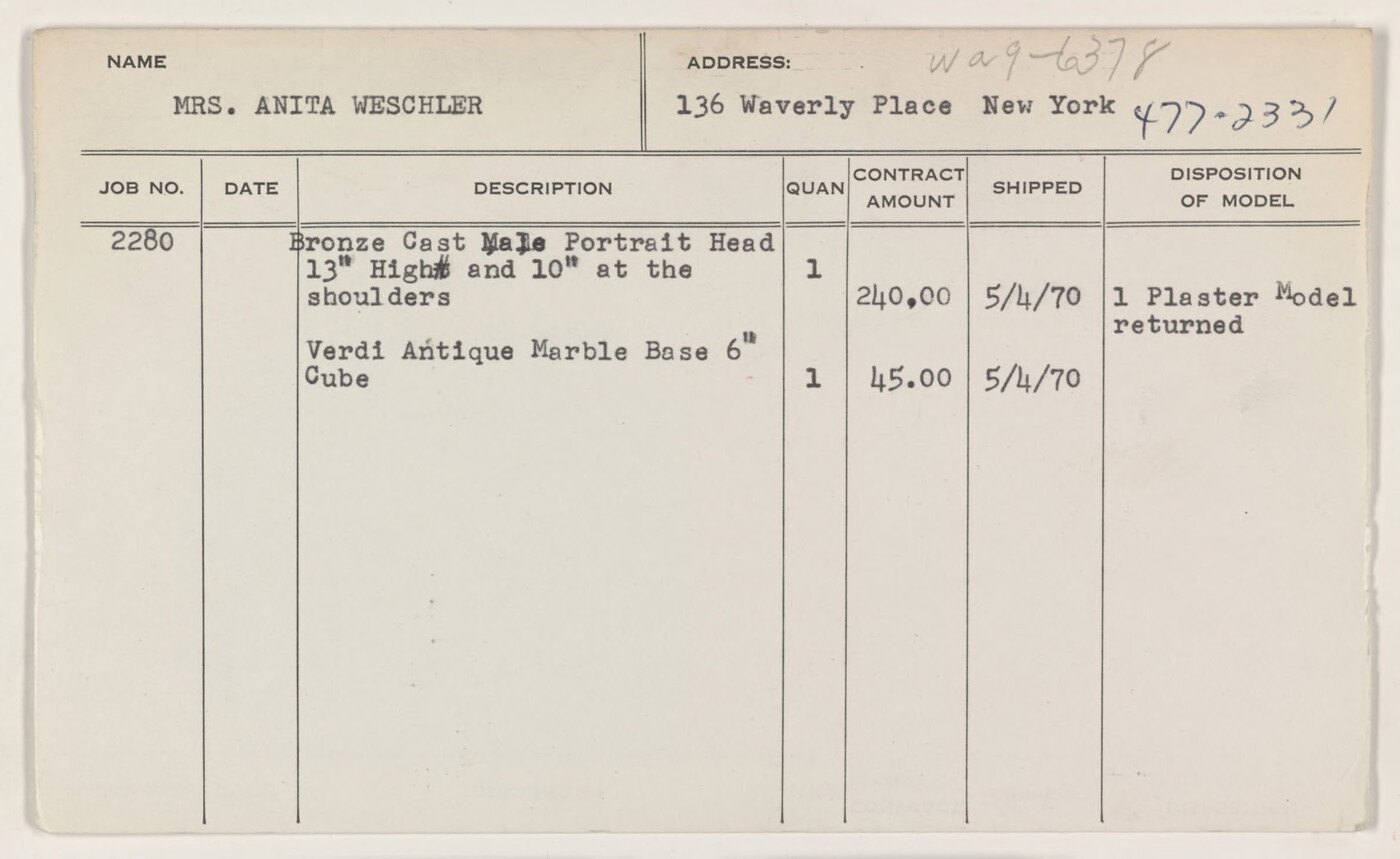 NAME
MRS. ANITA WESCHLER
ADDRESS: wa9-6378
136 Waverly Place New York 477-2331
JOB NO. DATE DESCRIPTION QUAN CONTRACT AMOUNT SHIPPED DISPOSITION OF MODEL
2280 Bronze Cast Male Portrait Head
13" High and 10" at the 1
shoulders 240.00 5/4/70 1 Plaster Model
returned
Verdi Antique Marble Base 6"
Cube 1 45.00 5/4/70